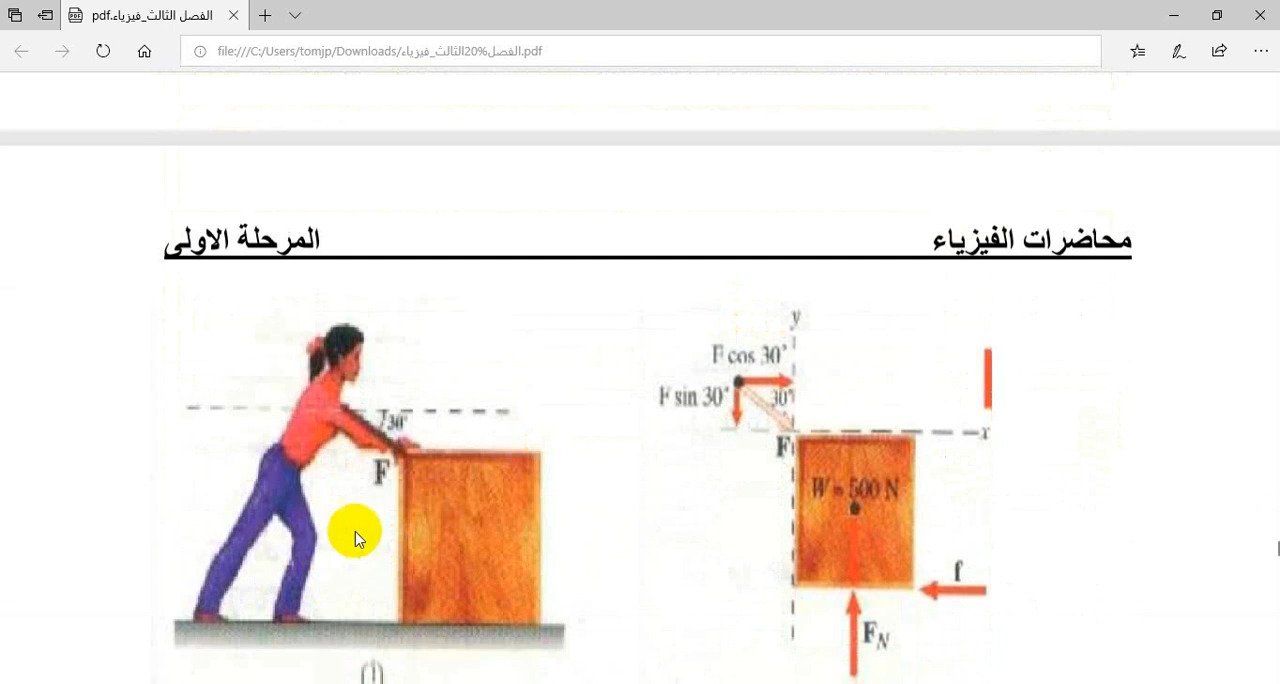 الفصل الثالث_فيزياء.pdf
file:///C:/Users/tomjp/Downloads/الفصل%20الثالث_فيزياء.pdf
محاضرات الفيزياء
المرحلة الاولى
30°
F
(أ)
y
F cos 30°
F sin 30°
30°
x
F
W = 500 N
f
F_N